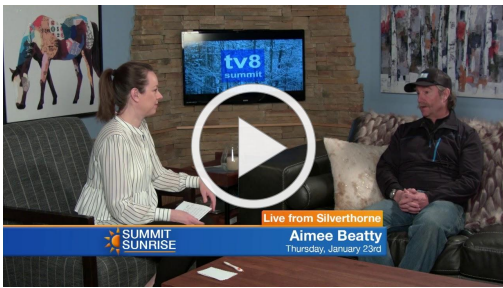 tv8
summit
Live from Silverthorne
SUMMIT
SUNRISE
Aimee Beatty
Thursday, January 23rd